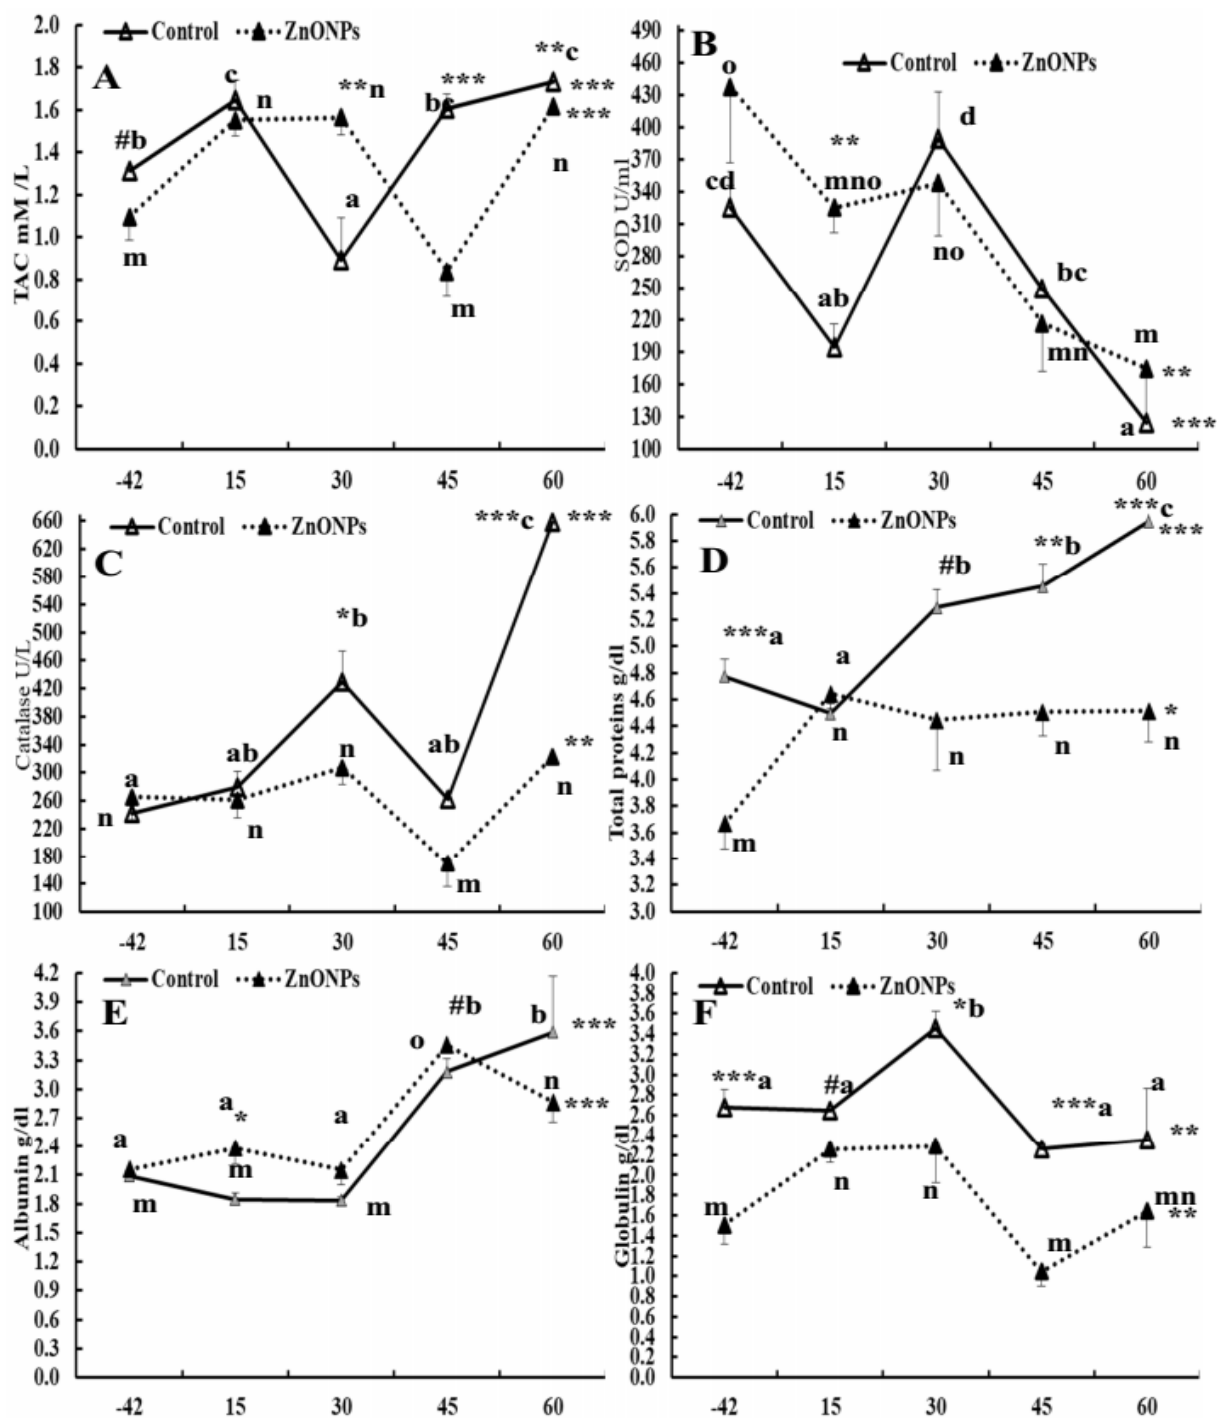 Control ZnONPs
A
TAC mM /L
2.0
1.8
1.6
1.4
1.2
1.0
0.8
0.6
0.4
0.2
0.0
#b
c
n
**n
***
bc
**c
***
***
n
m
a
m
-42 15 30 45 60
B
Control ZnONPs
SOD U/ml
490
460
430
400
370
340
310
280
250
220
190
160
130
100
o
cd
**
mno
ab
d
no
bc
mn
m
**
a
***
-42 15 30 45 60
Control ZnONPs
C
Catalase U/L
660
620
580
540
500
460
420
380
340
300
260
220
180
140
100
***c ***
*b
ab
n
ab
**
n
a
n
n
m
-42 15 30 45 60
Control ZnONPs
D
Total proteins g/dl
6.0
5.8
5.6
5.4
5.2
5.0
4.8
4.6
4.4
4.2
4.0
3.8
3.6
3.4
3.2
3.0
***c
***
**b
#b
***a
a
n
n
n
*
n
m
-42 15 30 45 60
Control ZnONPs
E
Albumin g/dl
4.2
3.9
3.6
3.3
3.0
2.7
2.4
2.1
1.8
1.5
1.2
0.9
0.6
0.3
0.0
#b
b
***
o
n
***
a
*
a
a
m
m
m
-42 15 30 45 60
Control ZnONPs
F
Globulin g/dl
4.0
3.8
3.6
3.4
3.2
3.0
2.8
2.6
2.4
2.2
2.0
1.8
1.6
1.4
1.2
1.0
0.8
0.6
0.4
0.2
0.0
*b
***a
#a
***a
a
**
n
n
m
mn
**
m
-42 15 30 45 60